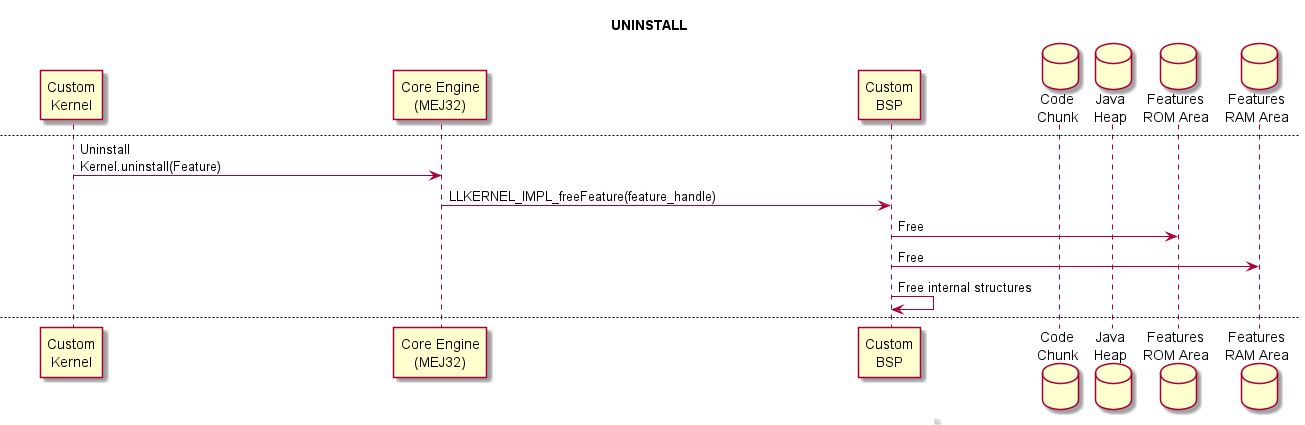 UNINSTALL
Custom
Kernel
Core Engine
(MEJ32)
Custom
BSP
Code
Chunk
Java
Heap
Features
ROM Area
Features
RAM Area
Uninstall
Kernel.uninstall(Feature)
LLKERNEL_IMPL_freeFeature(feature_handle)
Free
Free
Free internal structures
Custom
Kernel
Core Engine
(MEJ32)
Custom
BSP
Code
Chunk
Java
Heap
Features
ROM Area
Features
RAM Area